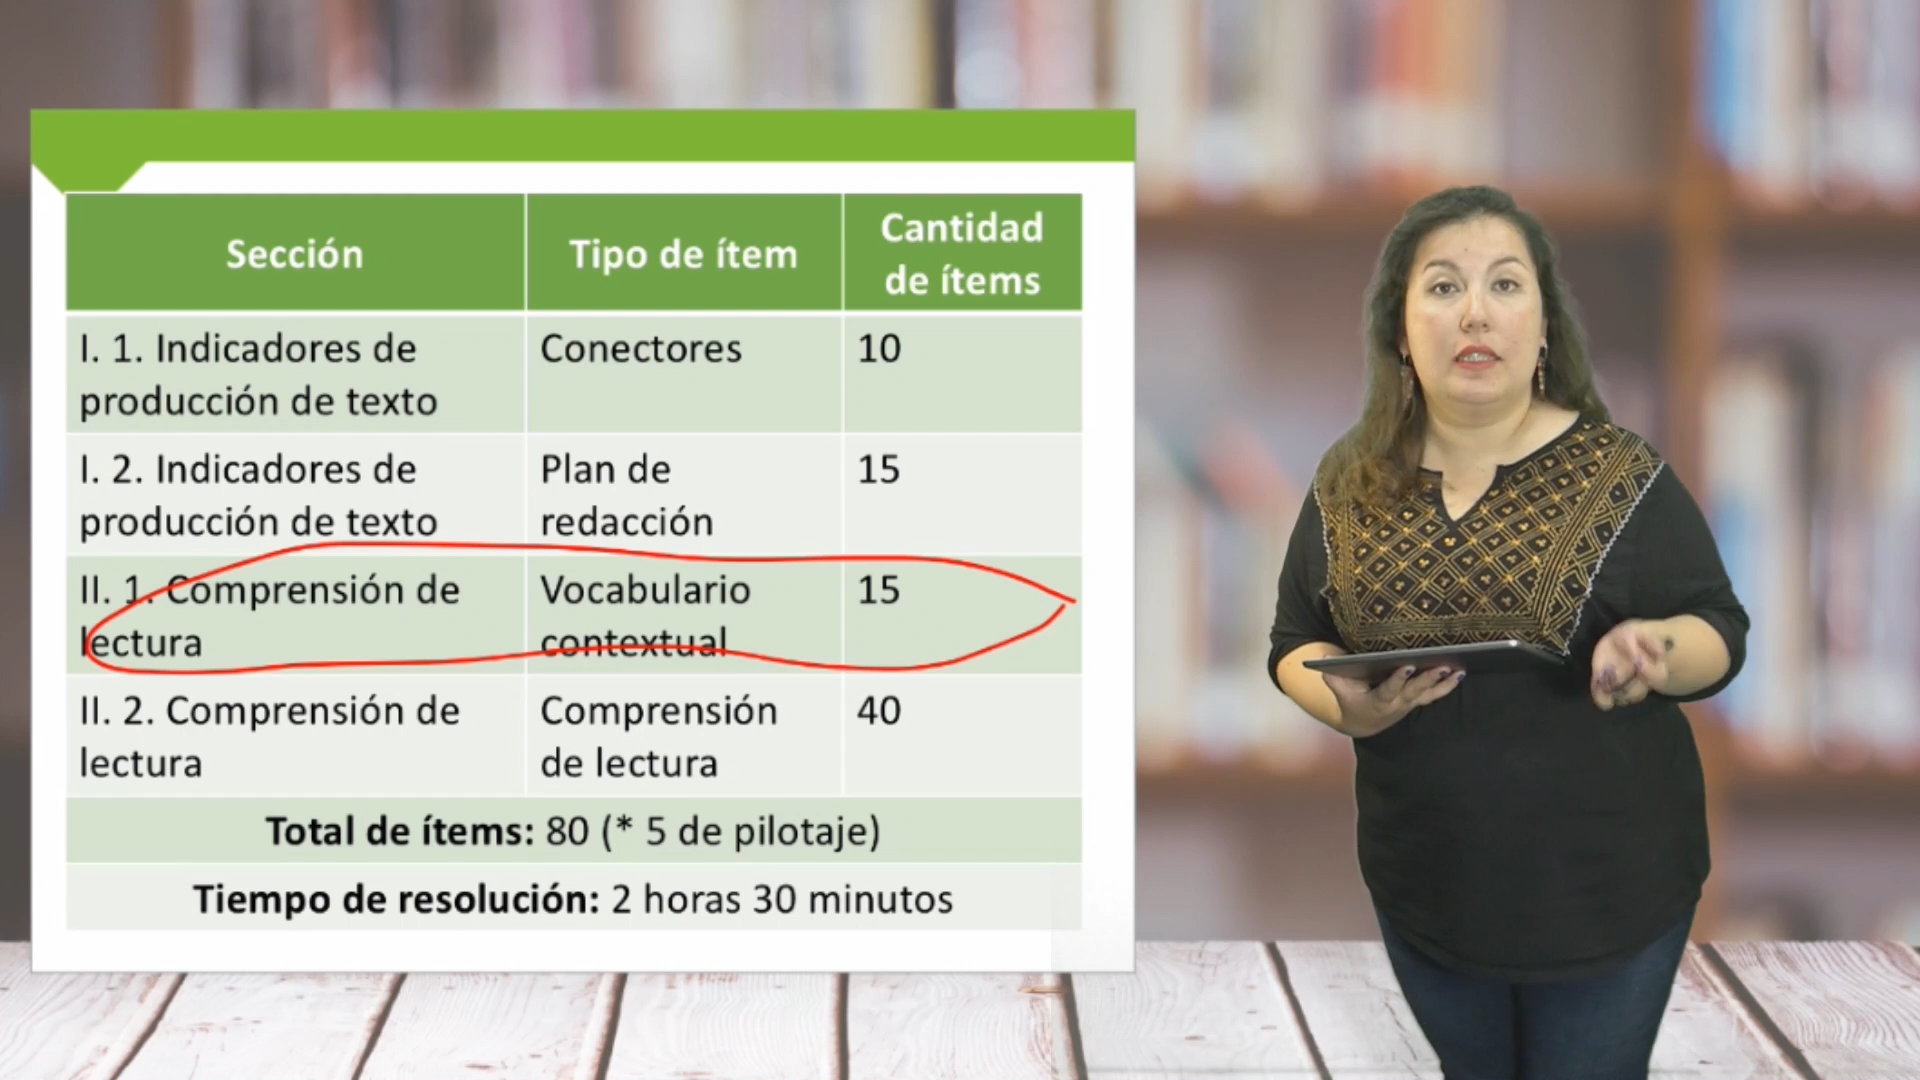 Sección
Tipo de ítem
Cantidad
de ítems
I. 1. Indicadores de
producción de texto
Conectores
10
I. 2. Indicadores de
producción de texto
Plan de
redacción
15
II. 1. Comprensión de
lectura
Vocabulario
contextual
15
II. 2. Comprensión de
lectura
Comprensión
de lectura
40
Total de ítems: 80 (* 5 de pilotaje)
Tiempo de resolución: 2 horas 30 minutos